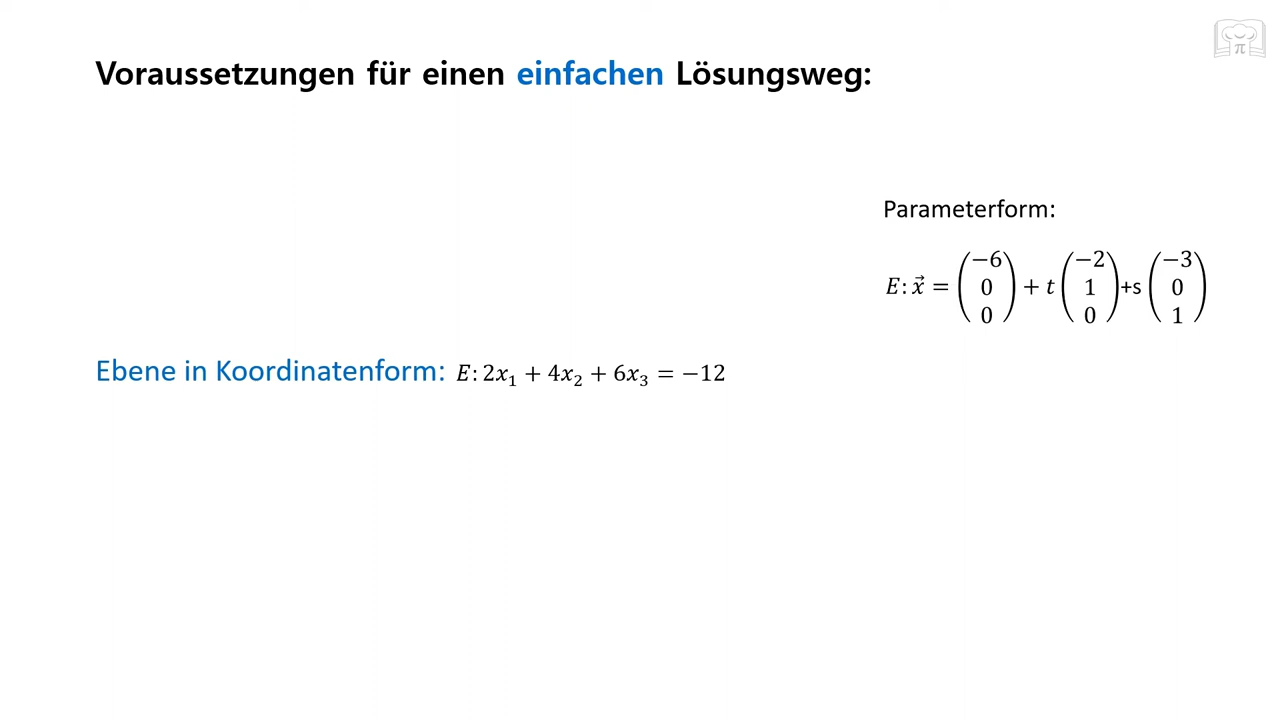 Voraussetzungen für einen einfachen Lösungsweg:
Parameterform:
E: x⃗ = (−6 0 0) + t (−2 1 0) +s (−3 0 1)
Ebene in Koordinatenform: E: 2x₁ + 4x₂ + 6x₃ = −12